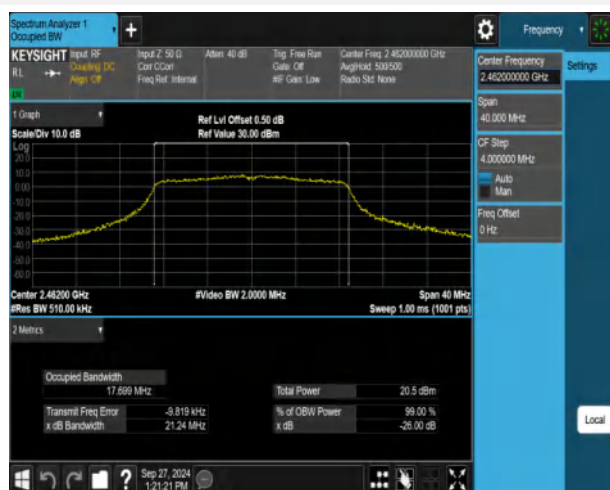 Spectrum Analyzer 1
Occupied BW
Frequency
KEYSIGHT
Input: RF
Coupling: DC
Align: Off
RL
Input Z: 50 Ω
Corr CCorr
Freq Ref: Internal
Atten: 40 dB
Trig: Free Run
Gate: Off
#IF Gain: Low
Center Freq: 2.462000000 GHz
Avg|Hold: 500/500
Radio Std: None
Center Frequency
2.462000000 GHz
Settings
Span
40.000 MHz
CF Step
4.000000 MHz
Auto
Man
Freq Offset
0 Hz
1 Graph
Scale/Div 10.0 dB
Ref Lvl Offset 0.50 dB
Ref Value 30.00 dBm
Log
20.0
10.0
0.00
-10.0
-20.0
-30.0
-40.0
-50.0
-60.0
Center 2.46200 GHz
#Res BW 510.00 kHz
#Video BW 2.0000 MHz
Span 40 MHz
Sweep 1.00 ms (1001 pts)
2 Metrics
Occupied Bandwidth
17.699 MHz
Total Power 20.5 dBm
Transmit Freq Error -9.819 kHz
% of OBW Power 99.00 %
x dB Bandwidth 21.24 MHz
x dB -26.00 dB
Local
?
Sep 27, 2024
1:21:21 PM